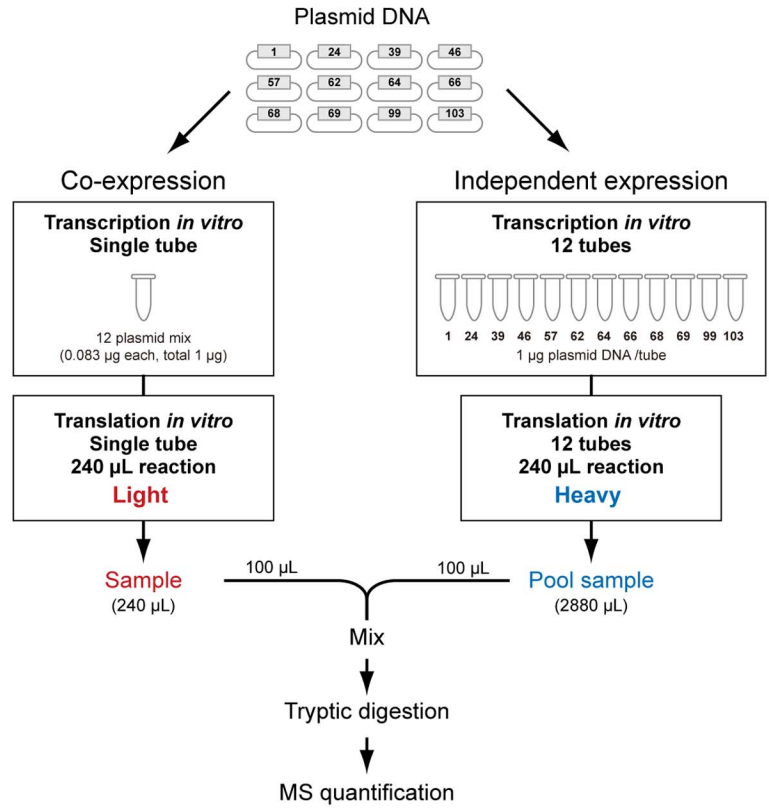 Plasmid DNA
1 24 39 46
57 62 64 66
68 69 99 103
Co-expression
Transcription in vitro
Single tube
12 plasmid mix
(0.083 µg each, total 1 µg)
Translation in vitro
Single tube
240 µL reaction
Light
Sample
(240 µL)
Independent expression
Transcription in vitro
12 tubes
1 24 39 46 57 62 64 66 68 69 99 103
1 µg plasmid DNA /tube
Translation in vitro
12 tubes
240 µL reaction
Heavy
Pool sample
(2880 µL)
100 µL
100 µL
Mix
Tryptic digestion
MS quantification